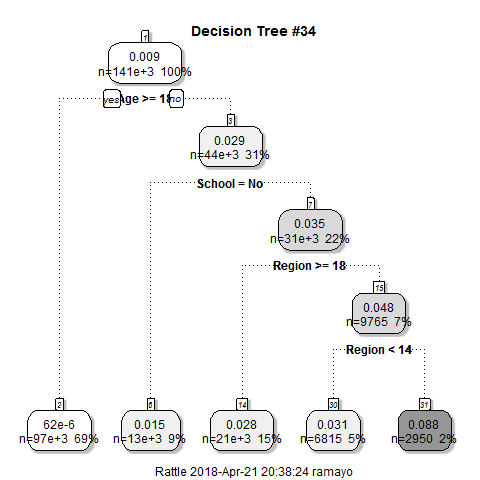 Decision Tree #34
1
0.009
n=141e+3 100%
yes Age >= 18 no
3
0.029
n=44e+3 31%
School = No
7
0.035
n=31e+3 22%
Region >= 18
15
0.048
n=9765 7%
Region < 14
2 6 14 30 31
62e-6 0.015 0.028 0.031 0.088
n=97e+3 69% n=13e+3 9% n=21e+3 15% n=6815 5% n=2950 2%
Rattle 2018-Apr-21 20:38:24 ramayo